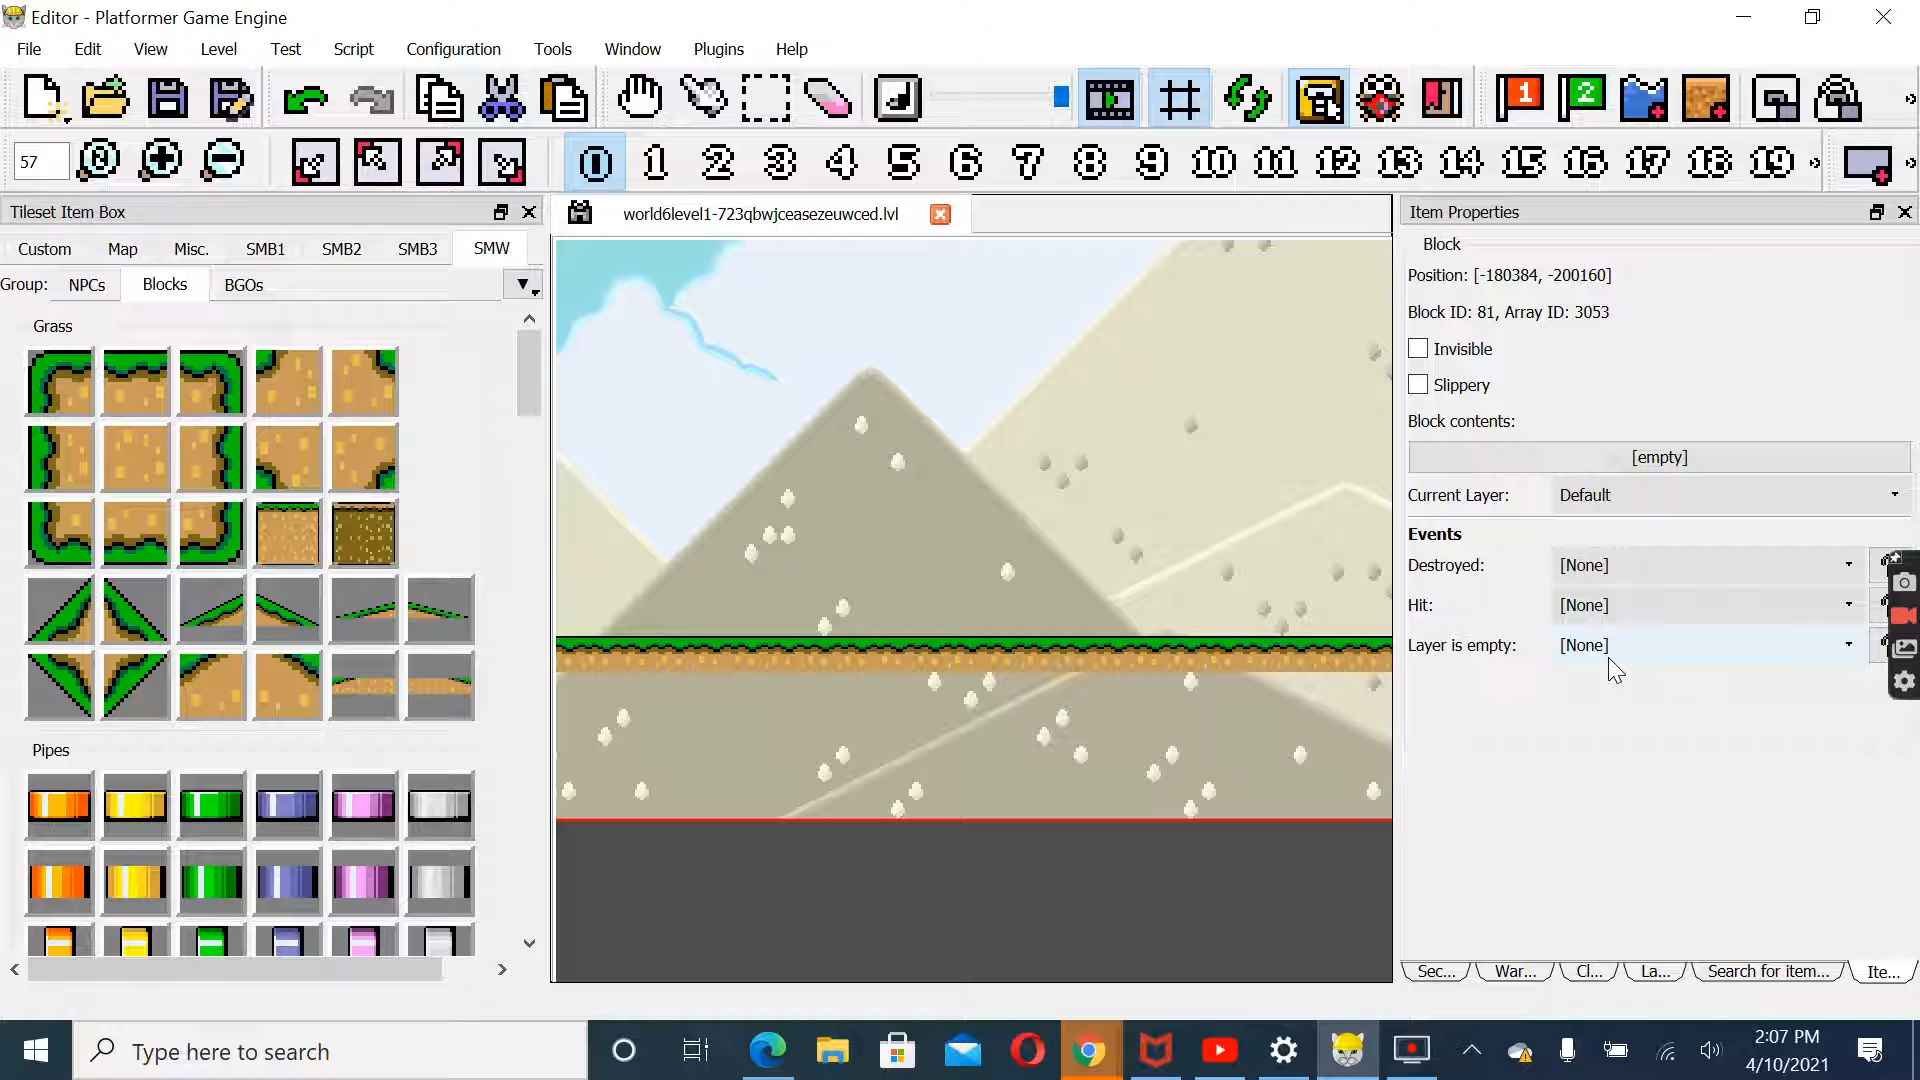 Editor - Platformer Game Engine
File Edit View Level Test Script Configuration Tools Window Plugins Help
1 2
57 0 1 2 3 4 5 6 7 8 9 10 11 12 13 14 15 16 17 18 19
Tileset Item Box
Custom Map Misc. SMB1 SMB2 SMB3 SMW
Group: NPCs Blocks BGOs
Grass
Pipes
world6level1-723qbwjceasezeuwced.lvl
Item Properties
Block
Position: [-180384, -200160]
Block ID: 81, Array ID: 3053
Invisible
Slippery
Block contents:
[empty]
Current Layer: Default
Events
Destroyed: [None]
Hit: [None]
Layer is empty: [None]
Sec... War... Cl... La... Search for item... Ite...
Type here to search
2:07 PM
4/10/2021